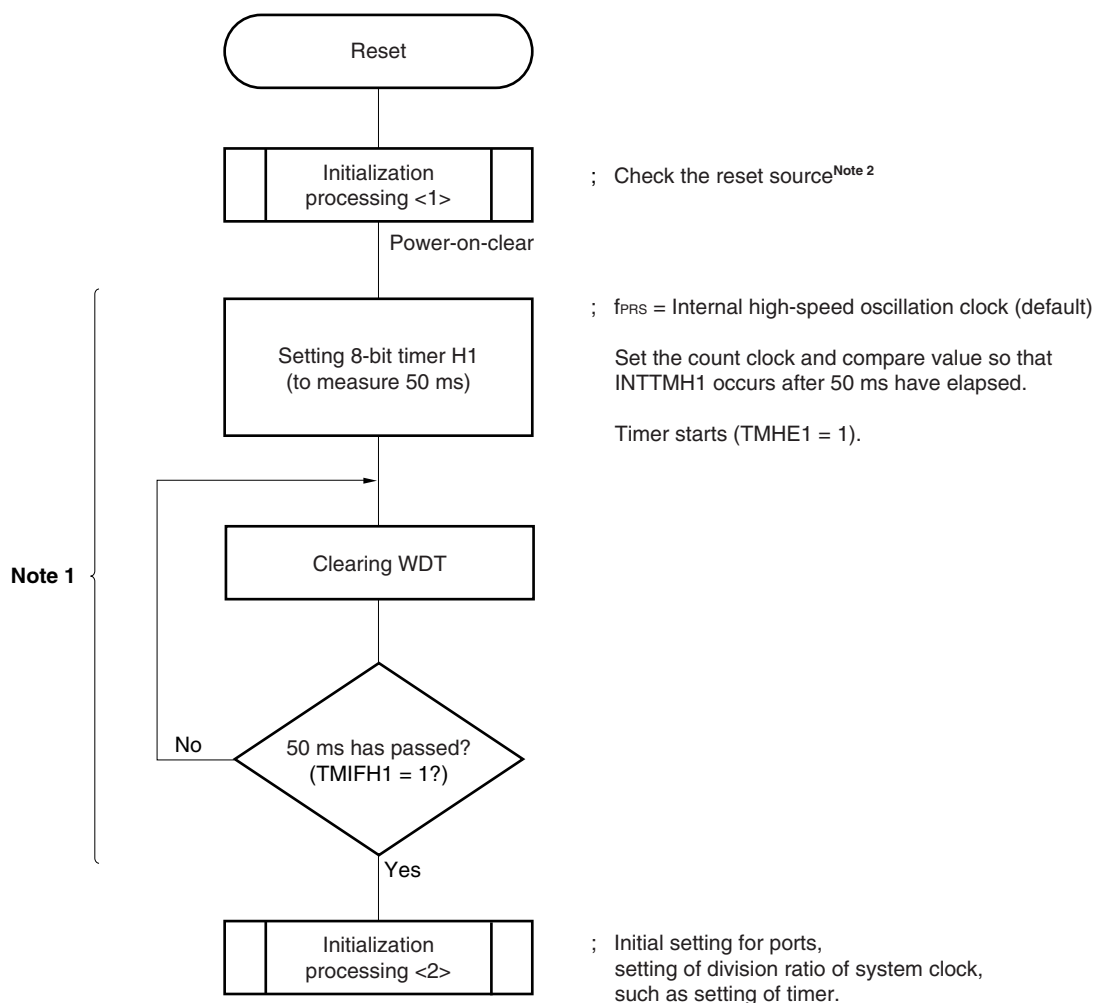 Reset
Initialization
processing <1>
; Check the reset sourceNote 2
Power-on-clear
Setting 8-bit timer H1
(to measure 50 ms)
; fPRS = Internal high-speed oscillation clock (default)
Set the count clock and compare value so that
INTTMH1 occurs after 50 ms have elapsed.
Timer starts (TMHE1 = 1).
Note 1
Clearing WDT
No
50 ms has passed?
(TMIFH1 = 1?)
Yes
Initialization
processing <2>
; Initial setting for ports,
setting of division ratio of system clock,
such as setting of timer.